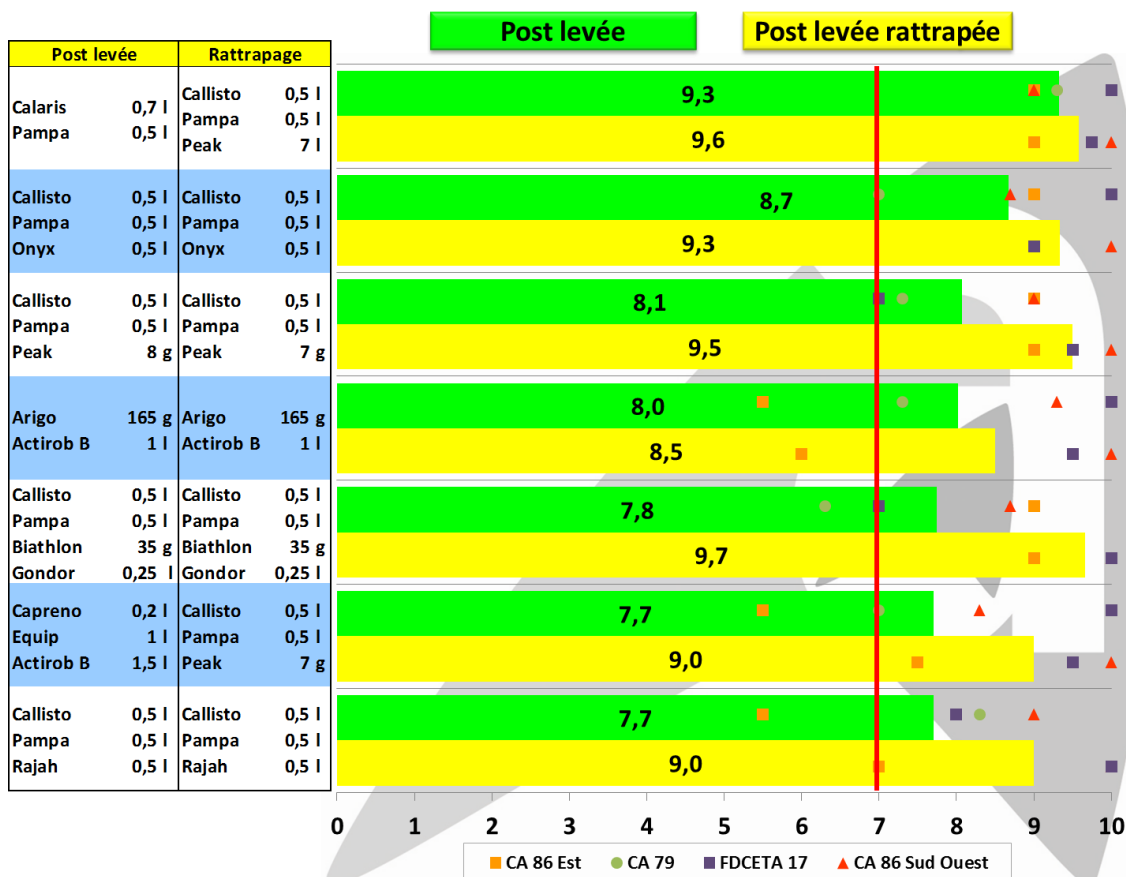 Post levée Post levée rattrapée
Post levée Rattrapage
Calaris 0,7 l
Pampa 0,5 l
Callisto 0,5 l
Pampa 0,5 l
Peak 7 l
9,3
9,6
Callisto 0,5 l Callisto 0,5 l
Pampa 0,5 l Pampa 0,5 l
Onyx 0,5 l Onyx 0,5 l
8,7
9,3
Callisto 0,5 l Callisto 0,5 l
Pampa 0,5 l Pampa 0,5 l
Peak 8 g Peak 7 g
8,1
9,5
Arigo 165 g Arigo 165 g
Actirob B 1 l Actirob B 1 l
8,0
8,5
Callisto 0,5 l Callisto 0,5 l
Pampa 0,5 l Pampa 0,5 l
Biathlon 35 g Biathlon 35 g
Gondor 0,25 l Gondor 0,25 l
7,8
9,7
Capreno 0,2 l Callisto 0,5 l
Equip 1 l Pampa 0,5 l
Actirob B 1,5 l Peak 7 g
7,7
9,0
Callisto 0,5 l Callisto 0,5 l
Pampa 0,5 l Pampa 0,5 l
Rajah 0,5 l Rajah 0,5 l
7,7
9,0
0 1 2 3 4 5 6 7 8 9 10
CA 86 Est CA 79 FDCETA 17 CA 86 Sud Ouest